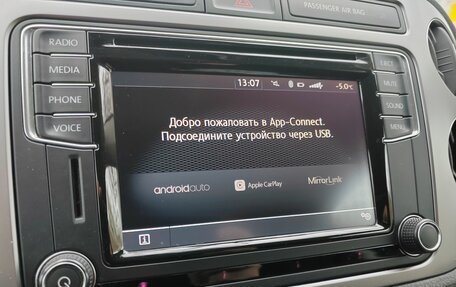 PASSENGER AIR BAG
RADIO
MEDIA
PHONE
VOICE
EJECT
MUTE
SOUND
MENU
13:07
-5.0°C
Добро пожаловать в App-Connect.
Подсоедините устройство через USB.
androidauto
Apple CarPlay
MirrorLink
i